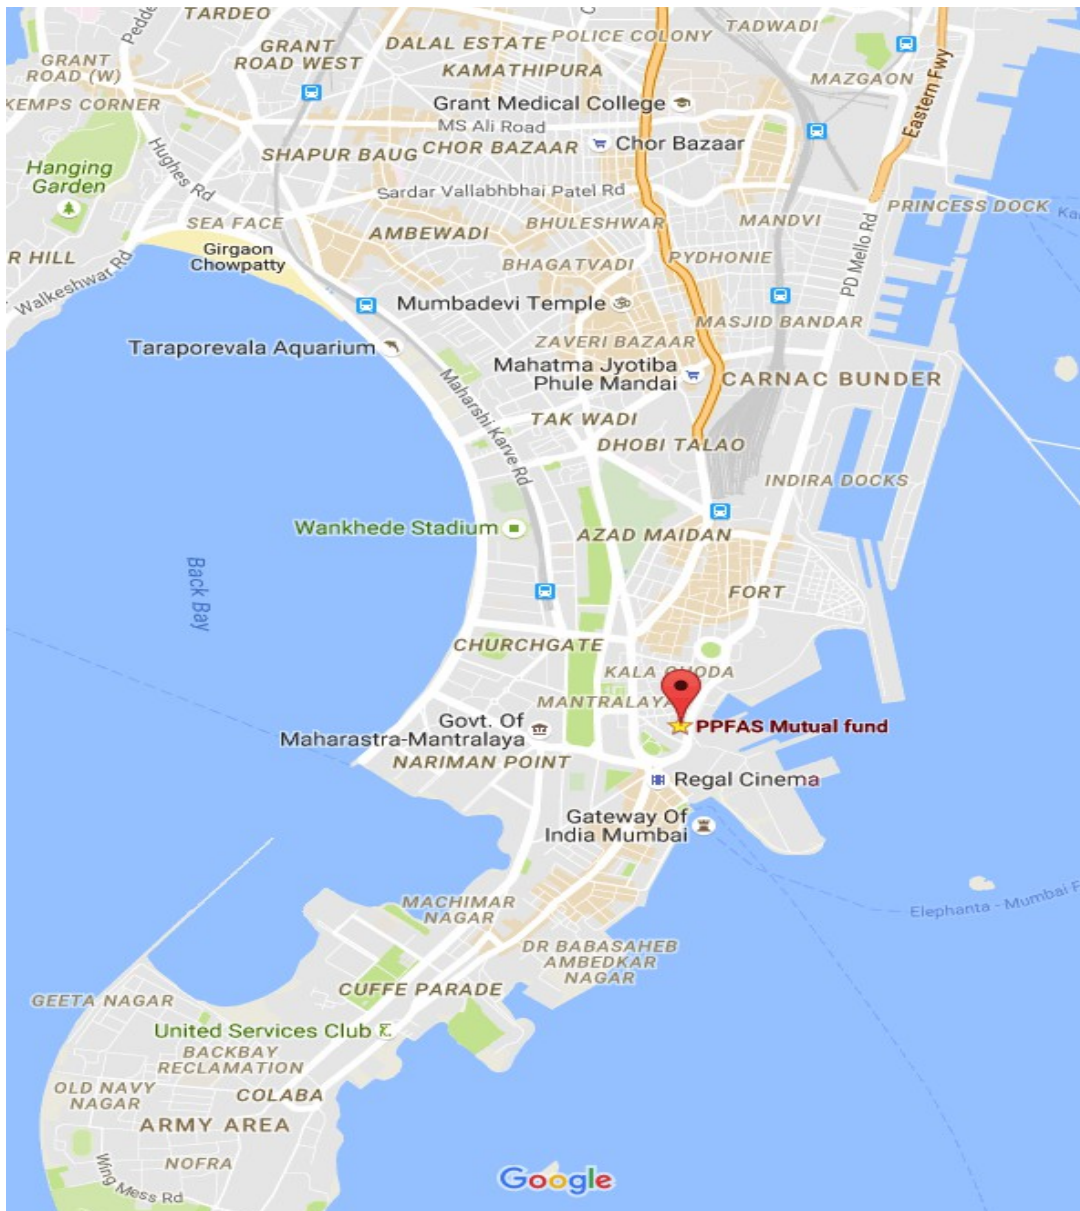 TARDEO
Pedde
GRANT
ROAD WEST
DALAL ESTATE
POLICE COLONY
TADWADI
GRANT
ROAD (W)
KAMATHIPURA
MAZGAON
Eastern Fwy
KEMPS CORNER
Grant Medical College
MS Ali Road
Hughes Rd
SHAPUR BAUG
CHOR BAZAAR
Chor Bazaar
Hanging
Garden
Sardar Vallabhbhai Patel Rd
PRINCESS DOCK
Ka
SEA FACE
AMBEWADI
BHULESHWAR
MANDVI
PD Mello Rd
R HILL
Walkeshwar Rd
Girgaon
Chowpatty
BHAGATVADI
PYDHONIE
Mumbadevi Temple
MASJID BANDAR
Taraporevala Aquarium
ZAVERI BAZAAR
Mahatma Jyotiba
Phule Mandai
CARNAC BUNDER
Maharshi Karve Rd
TAK WADI
DHOBI TALAO
INDIRA DOCKS
Wankhede Stadium
AZAD MAIDAN
Back Bay
FORT
CHURCHGATE
KALA GHODA
MANTRALAYA
Govt. Of
Maharastra-Mantralaya
PPFAS Mutual fund
NARIMAN POINT
Regal Cinema
Gateway Of
India Mumbai
Elephanta - Mumbai F
MACHIMAR
NAGAR
DR BABASAHEB
AMBEDKAR
NAGAR
CUFFE PARADE
GEETA NAGAR
United Services Club
BACKBAY
RECLAMATION
OLD NAVY
NAGAR
COLABA
ARMY AREA
NOFRA
Wing Mess Rd
Google